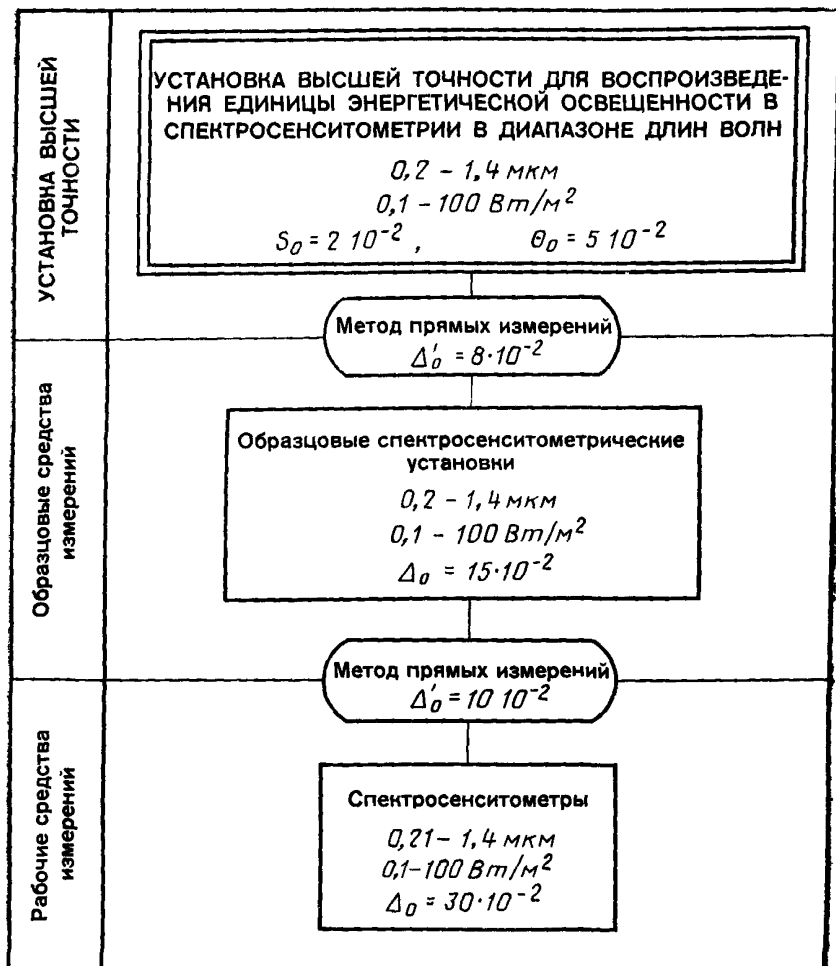 УСТАНОВКА ВЫСШЕЙ
ТОЧНОСТИ
УСТАНОВКА ВЫСШЕЙ ТОЧНОСТИ ДЛЯ ВОСПРОИЗВЕДЕ-
НИЯ ЕДИНИЦЫ ЭНЕРГЕТИЧЕСКОЙ ОСВЕЩЕННОСТИ В
СПЕКТРОСЕНСИТОМЕТРИИ В ДИАПАЗОНЕ ДЛИН ВОЛН
0,2 - 1,4 мкм
0,1 - 100 Вт/м²
S₀ = 2 10⁻², Θ₀ = 5 10⁻²
Метод прямых измерений
Δ'₀ = 8·10⁻²
Образцовые средства
измерений
Образцовые спектросенситометрические
установки
0,2 - 1,4 мкм
0,1 - 100 Вт/м²
Δ₀ = 15·10⁻²
Метод прямых измерений
Δ'₀ = 10 10⁻²
Рабочие средства
измерений
Спектросенситометры
0,21 - 1,4 мкм
0,1-100 Вт/м²
Δ₀ = 30·10⁻²